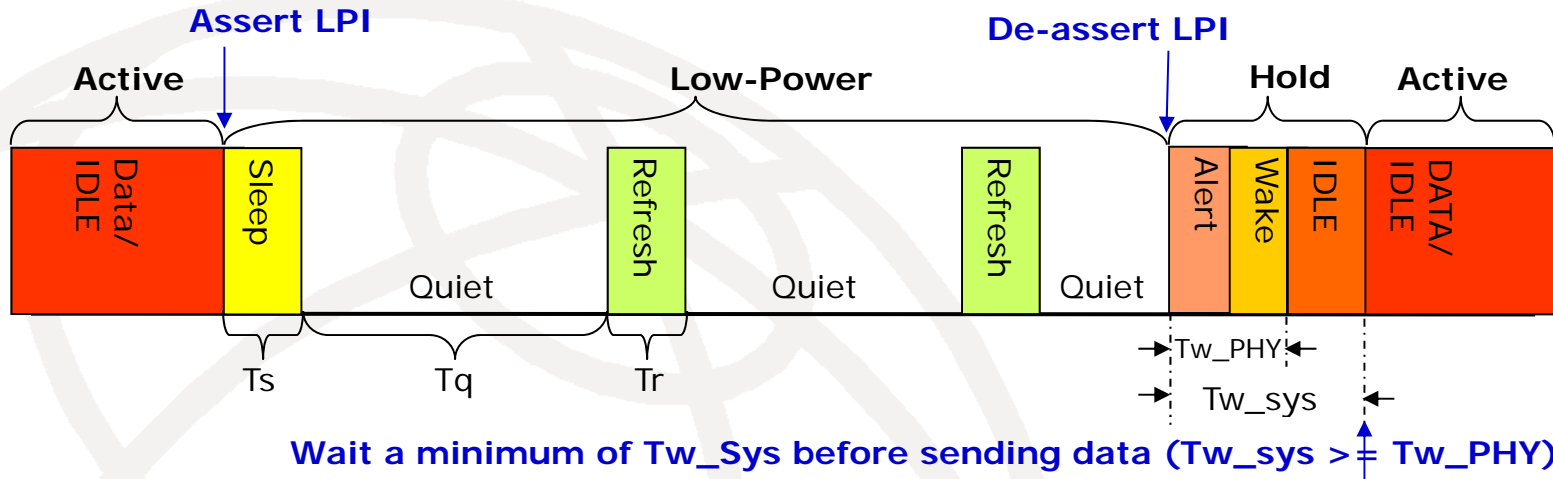 Assert LPI
De-assert LPI
Active
Low-Power
Hold
Active
Data/
IDLE
Sleep
Quiet
Refresh
Quiet
Refresh
Quiet
Alert
Wake
IDLE
DATA/
IDLE
Ts
Tq
Tr
Tw_PHY
Tw_sys
Wait a minimum of Tw_Sys before sending data (Tw_sys >= Tw_PHY)